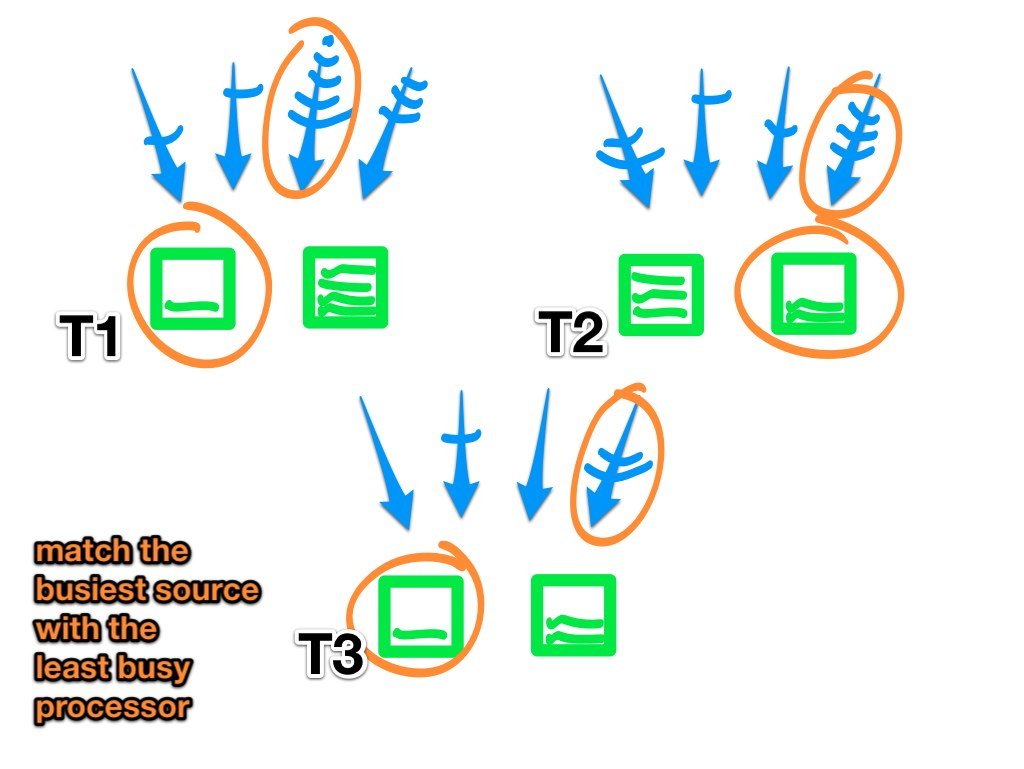 T1
T2
T3
match the
busiest source
with the
least busy
processor